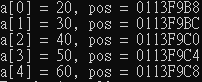 a[0] = 20, pos = 0113F9B8
a[1] = 30, pos = 0113F9BC
a[2] = 40, pos = 0113F9C0
a[3] = 50, pos = 0113F9C4
a[4] = 60, pos = 0113F9C8